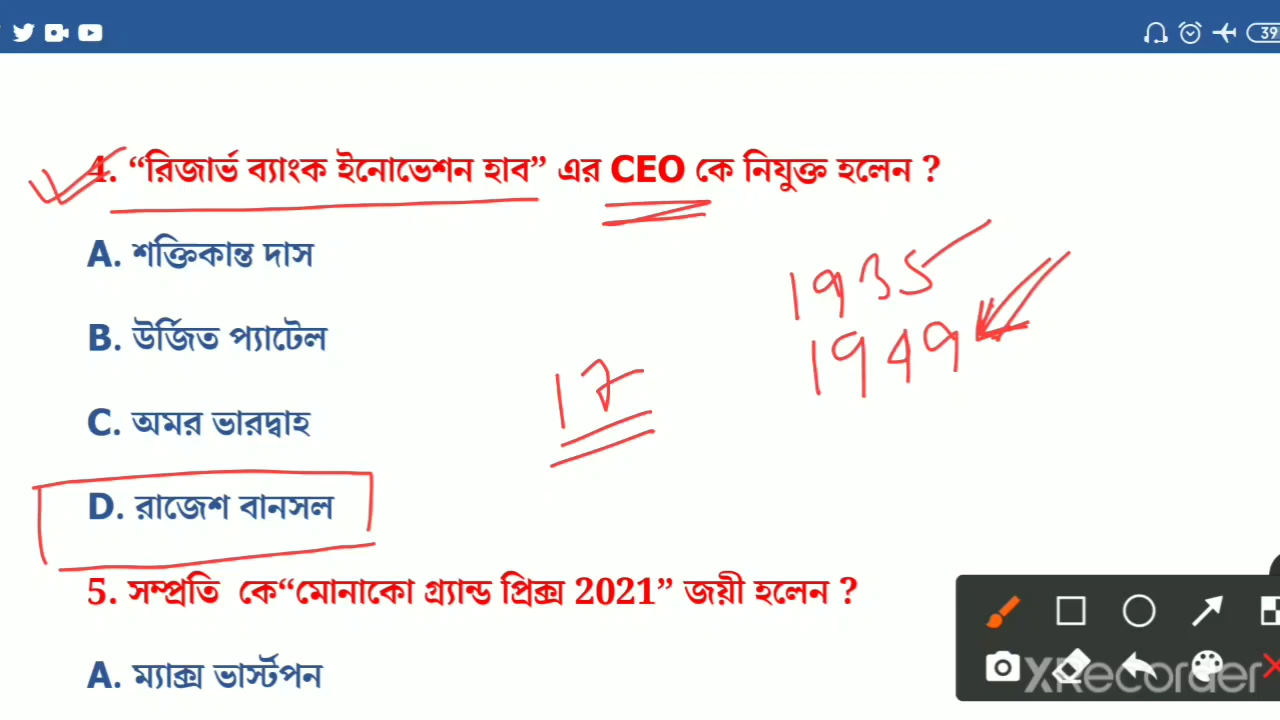 39
4. “রিজার্ভ ব্যাংক ইনোভেশন হাব” এর CEO কে নিযুক্ত হলেন ?
A. শক্তিকান্ত দাস
1935
B. উর্জিত প্যাটেল
1949
17
C. অমর ভারদ্বাহ
D. রাজেশ বানসল
5. সম্প্রতি কে“মোনাকো গ্র্যান্ড প্রিক্স 2021” জয়ী হলেন ?
A. ম্যাক্স ভার্স্টপন
XRecorder